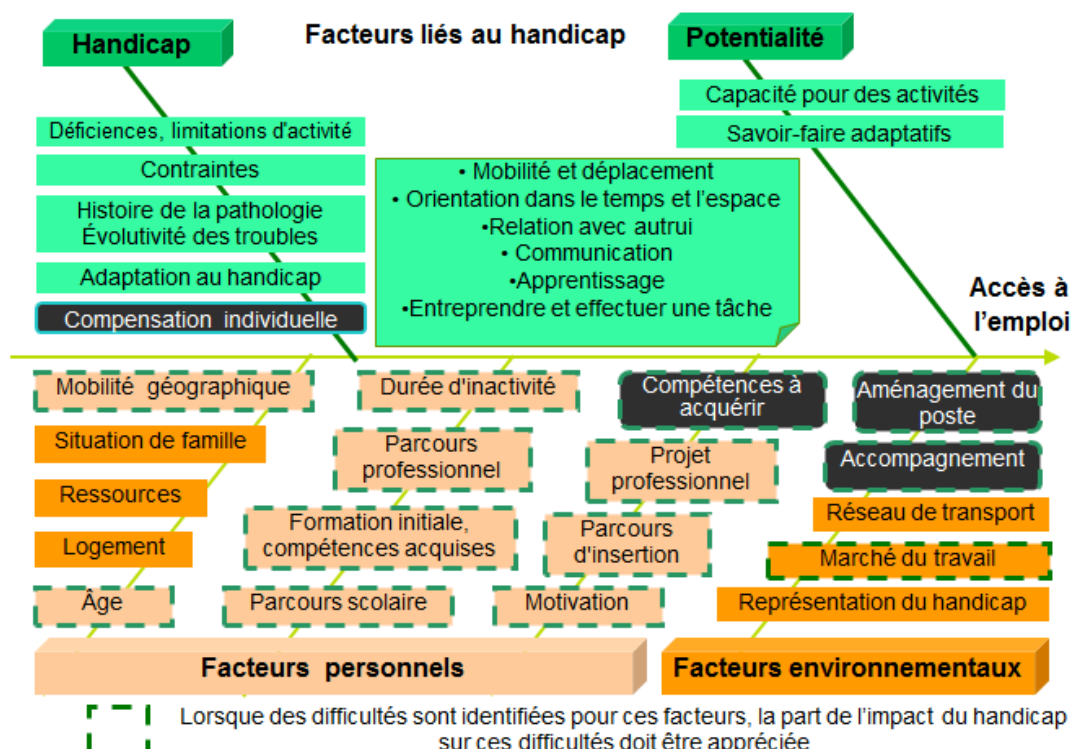 Facteurs liés au handicap
Handicap
Potentialité
Déficiences, limitations d'activité
Contraintes
Histoire de la pathologie
Évolutivité des troubles
Adaptation au handicap
Compensation individuelle
• Mobilité et déplacement
• Orientation dans le temps et l'espace
•Relation avec autrui
• Communication
•Apprentissage
•Entreprendre et effectuer une tâche
Capacité pour des activités
Savoir-faire adaptatifs
Accès à
l'emploi
Mobilité géographique
Situation de famille
Ressources
Logement
Âge
Durée d'inactivité
Parcours
professionnel
Formation initiale,
compétences acquises
Parcours scolaire
Compétences à
acquérir
Projet
professionnel
Parcours
d'insertion
Motivation
Aménagement du
poste
Accompagnement
Réseau de transport
Marché du travail
Représentation du handicap
Facteurs personnels
Facteurs environnementaux
Lorsque des difficultés sont identifiées pour ces facteurs, la part de l'impact du handicap
sur ces difficultés doit être appréciée